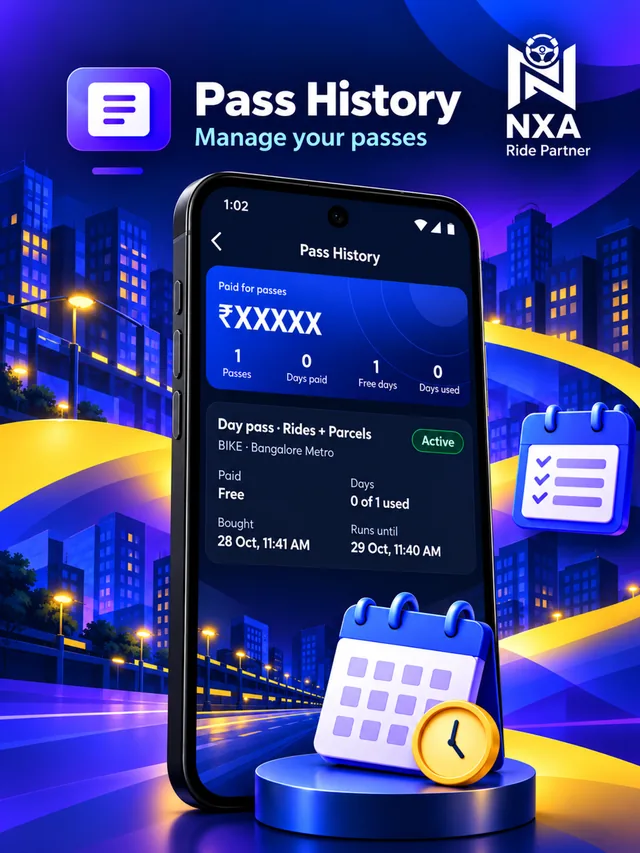 Pass History
Manage your passes
NXA
Ride Partner
1:02
Pass History
Paid for passes
₹XXXXX
1 0 1 0
Passes Days paid Free days Days used
Day pass · Rides + Parcels
Active
BIKE · Bangalore Metro
Paid Days
Free 0 of 1 used
Bought Runs until
28 Oct, 11:41 AM 29 Oct, 11:40 AM